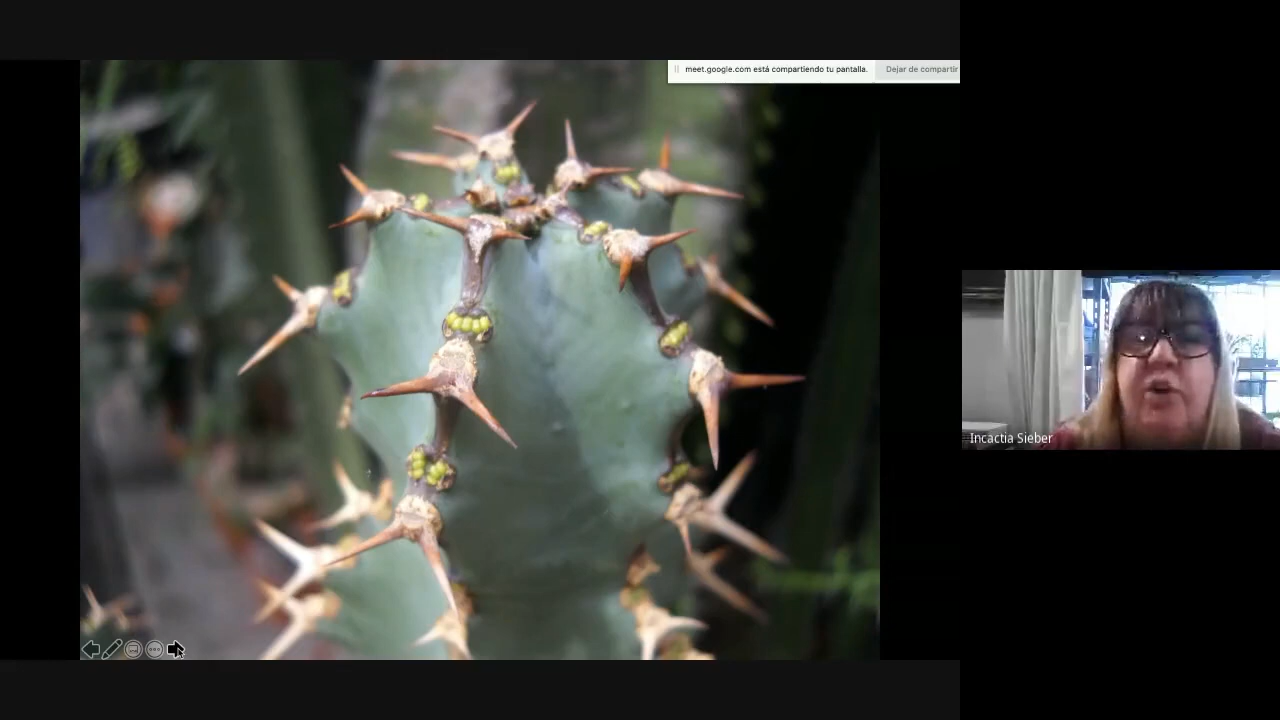 meet.google.com está compartiendo tu pantalla.
Dejar de compartir
Incactia Sieber